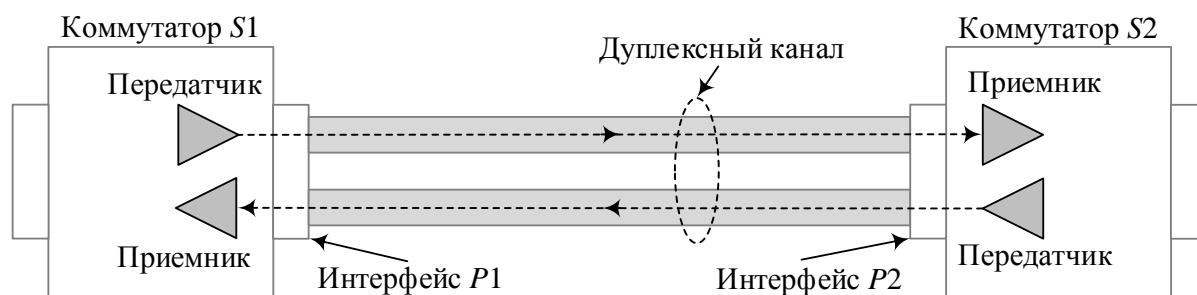 Коммутатор S1
Коммутатор S2
Дуплексный канал
Передатчик
Приемник
Приемник
Передатчик
Интерфейс P1
Интерфейс P2